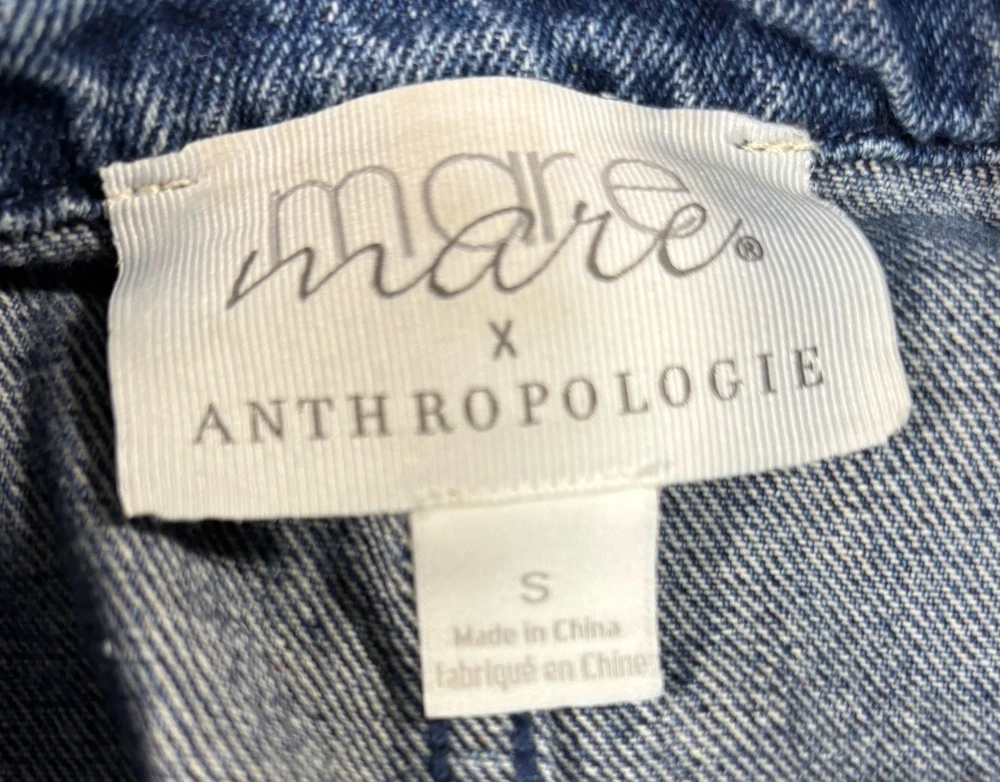 mare
mare®
X
ANTHROPOLOGIE
S
Made in China
fabriqué en Chine